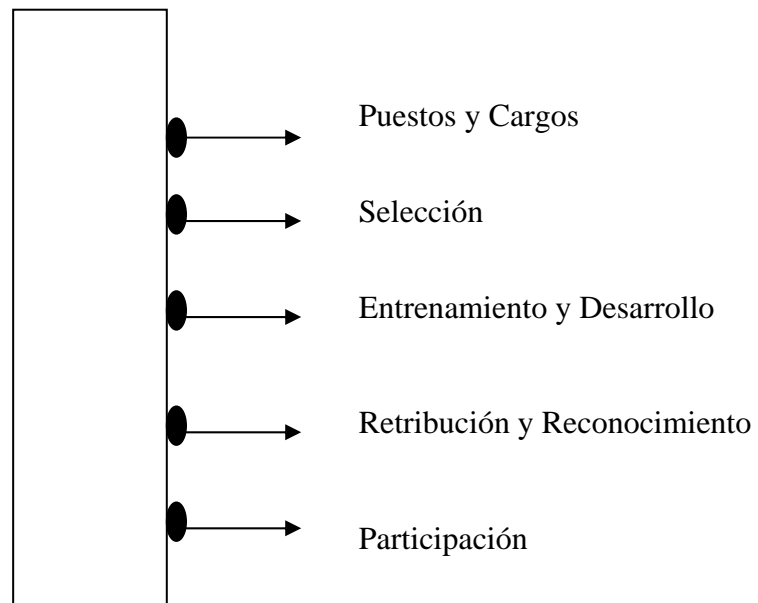 Puestos y Cargos
Selección
Entrenamiento y Desarrollo
Retribución y Reconocimiento
Participación